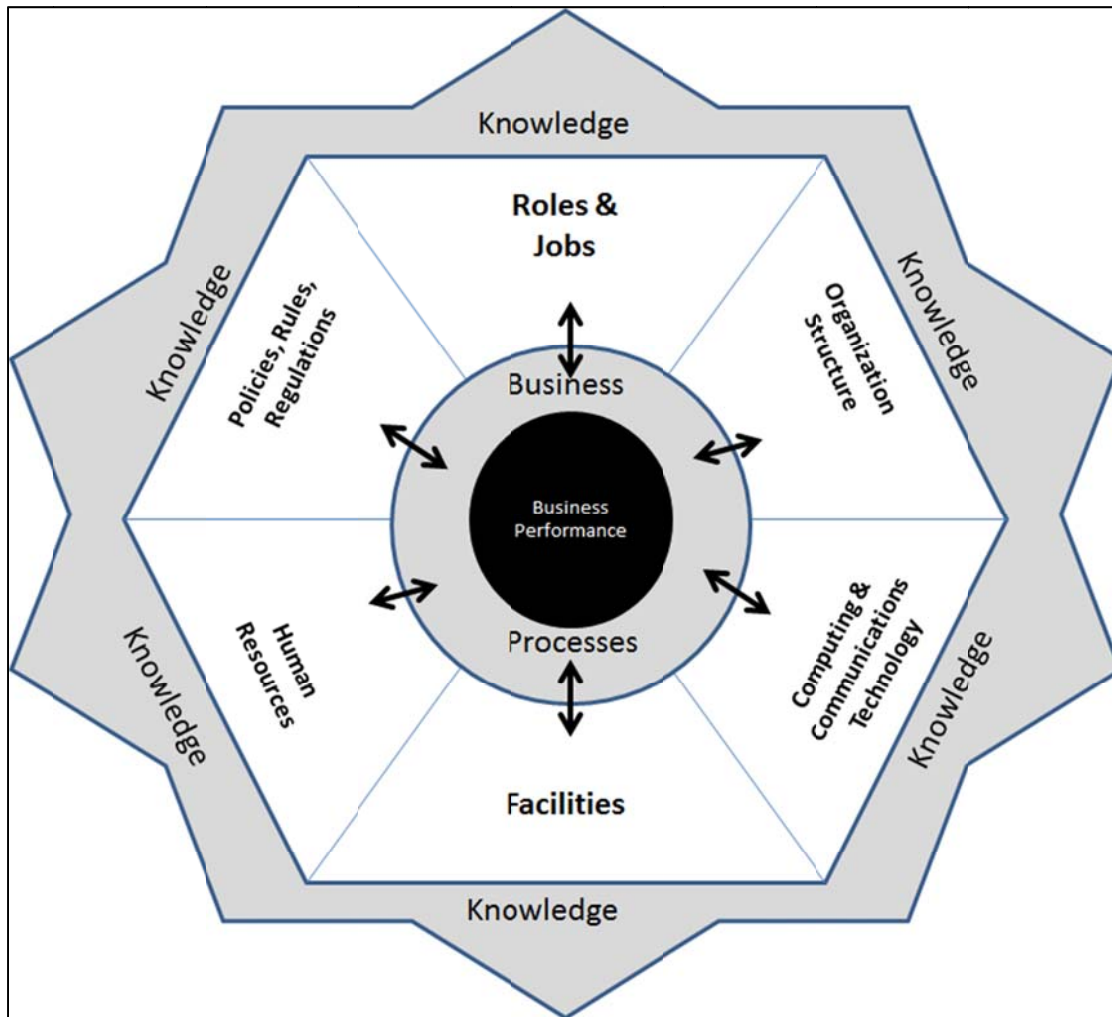 Knowledge
Roles &
Jobs
Knowledge
Policies, Rules,
Regulations
Organization
Structure
Knowledge
Business
Business
Performance
Processes
Human
Resources
Knowledge
Computing &
Communications
Technology
Knowledge
Facilities
Knowledge